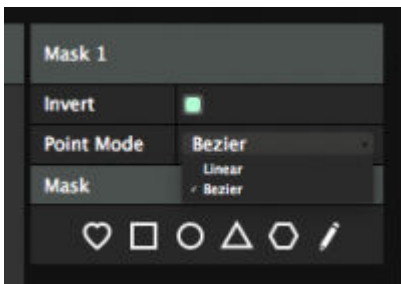 Mask 1
Invert
Point Mode Bezier
Linear
✓ Bezier
Mask